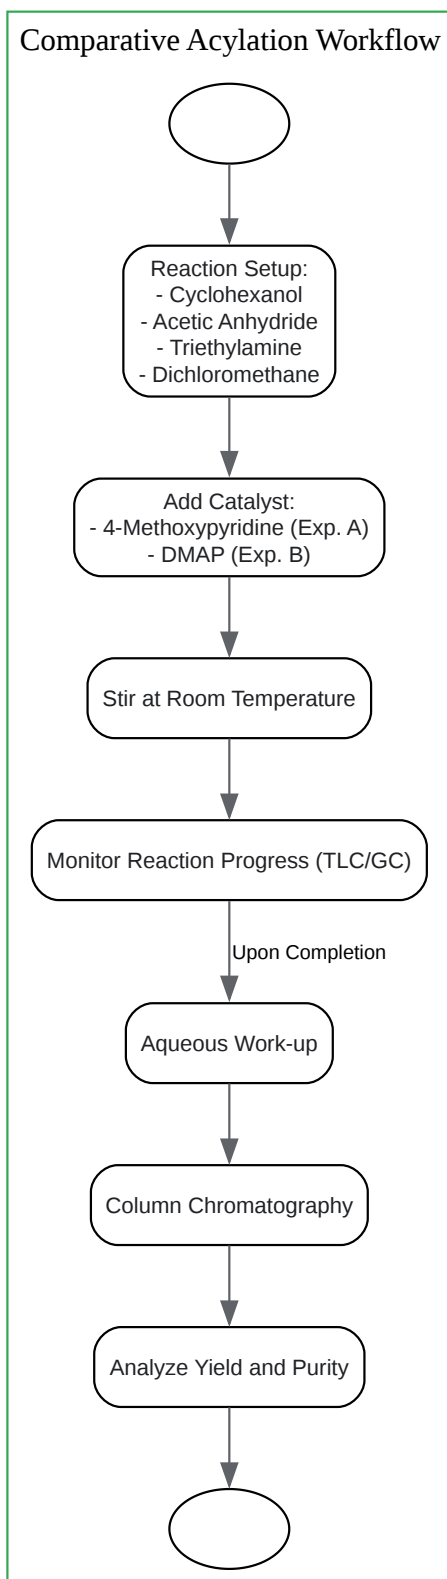 Comparative Acylation Workflow
Reaction Setup:
- Cyclohexanol
- Acetic Anhydride
- Triethylamine
- Dichloromethane
Add Catalyst:
- 4-Methoxypyridine (Exp. A)
- DMAP (Exp. B)
Stir at Room Temperature
Monitor Reaction Progress (TLC/GC)
Upon Completion
Aqueous Work-up
Column Chromatography
Analyze Yield and Purity